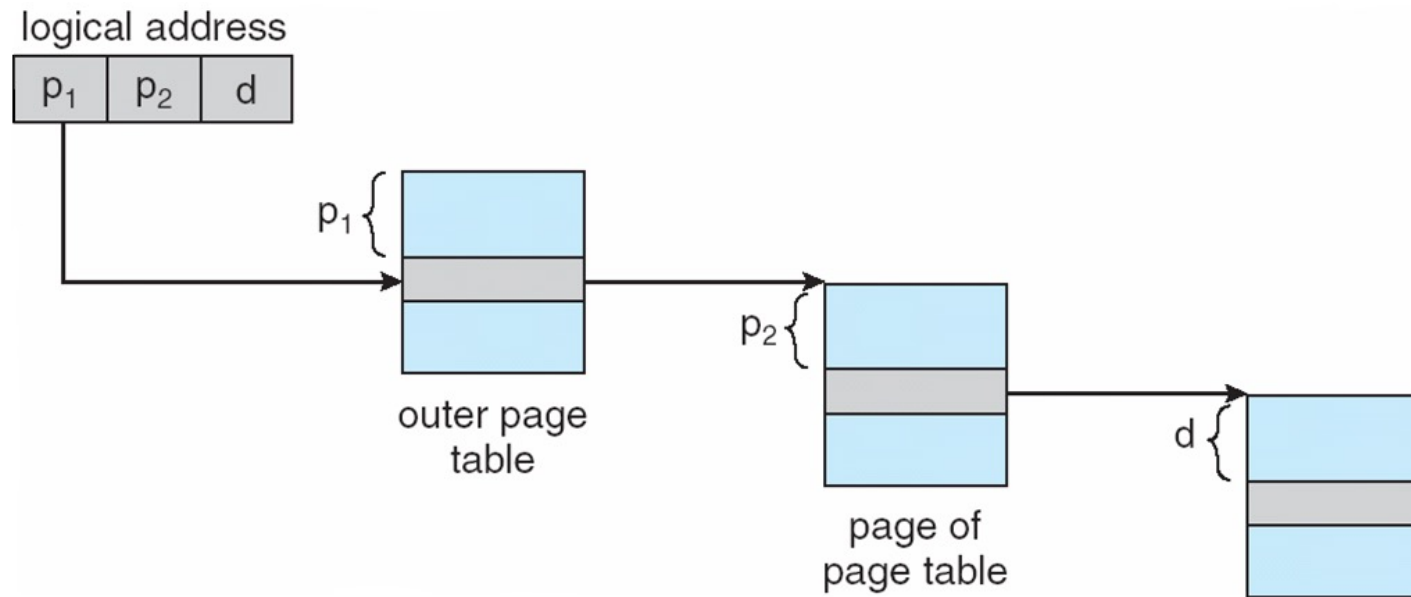 logical address
p₁ p₂ d
p₁
outer page
table
p₂
page of
page table
d